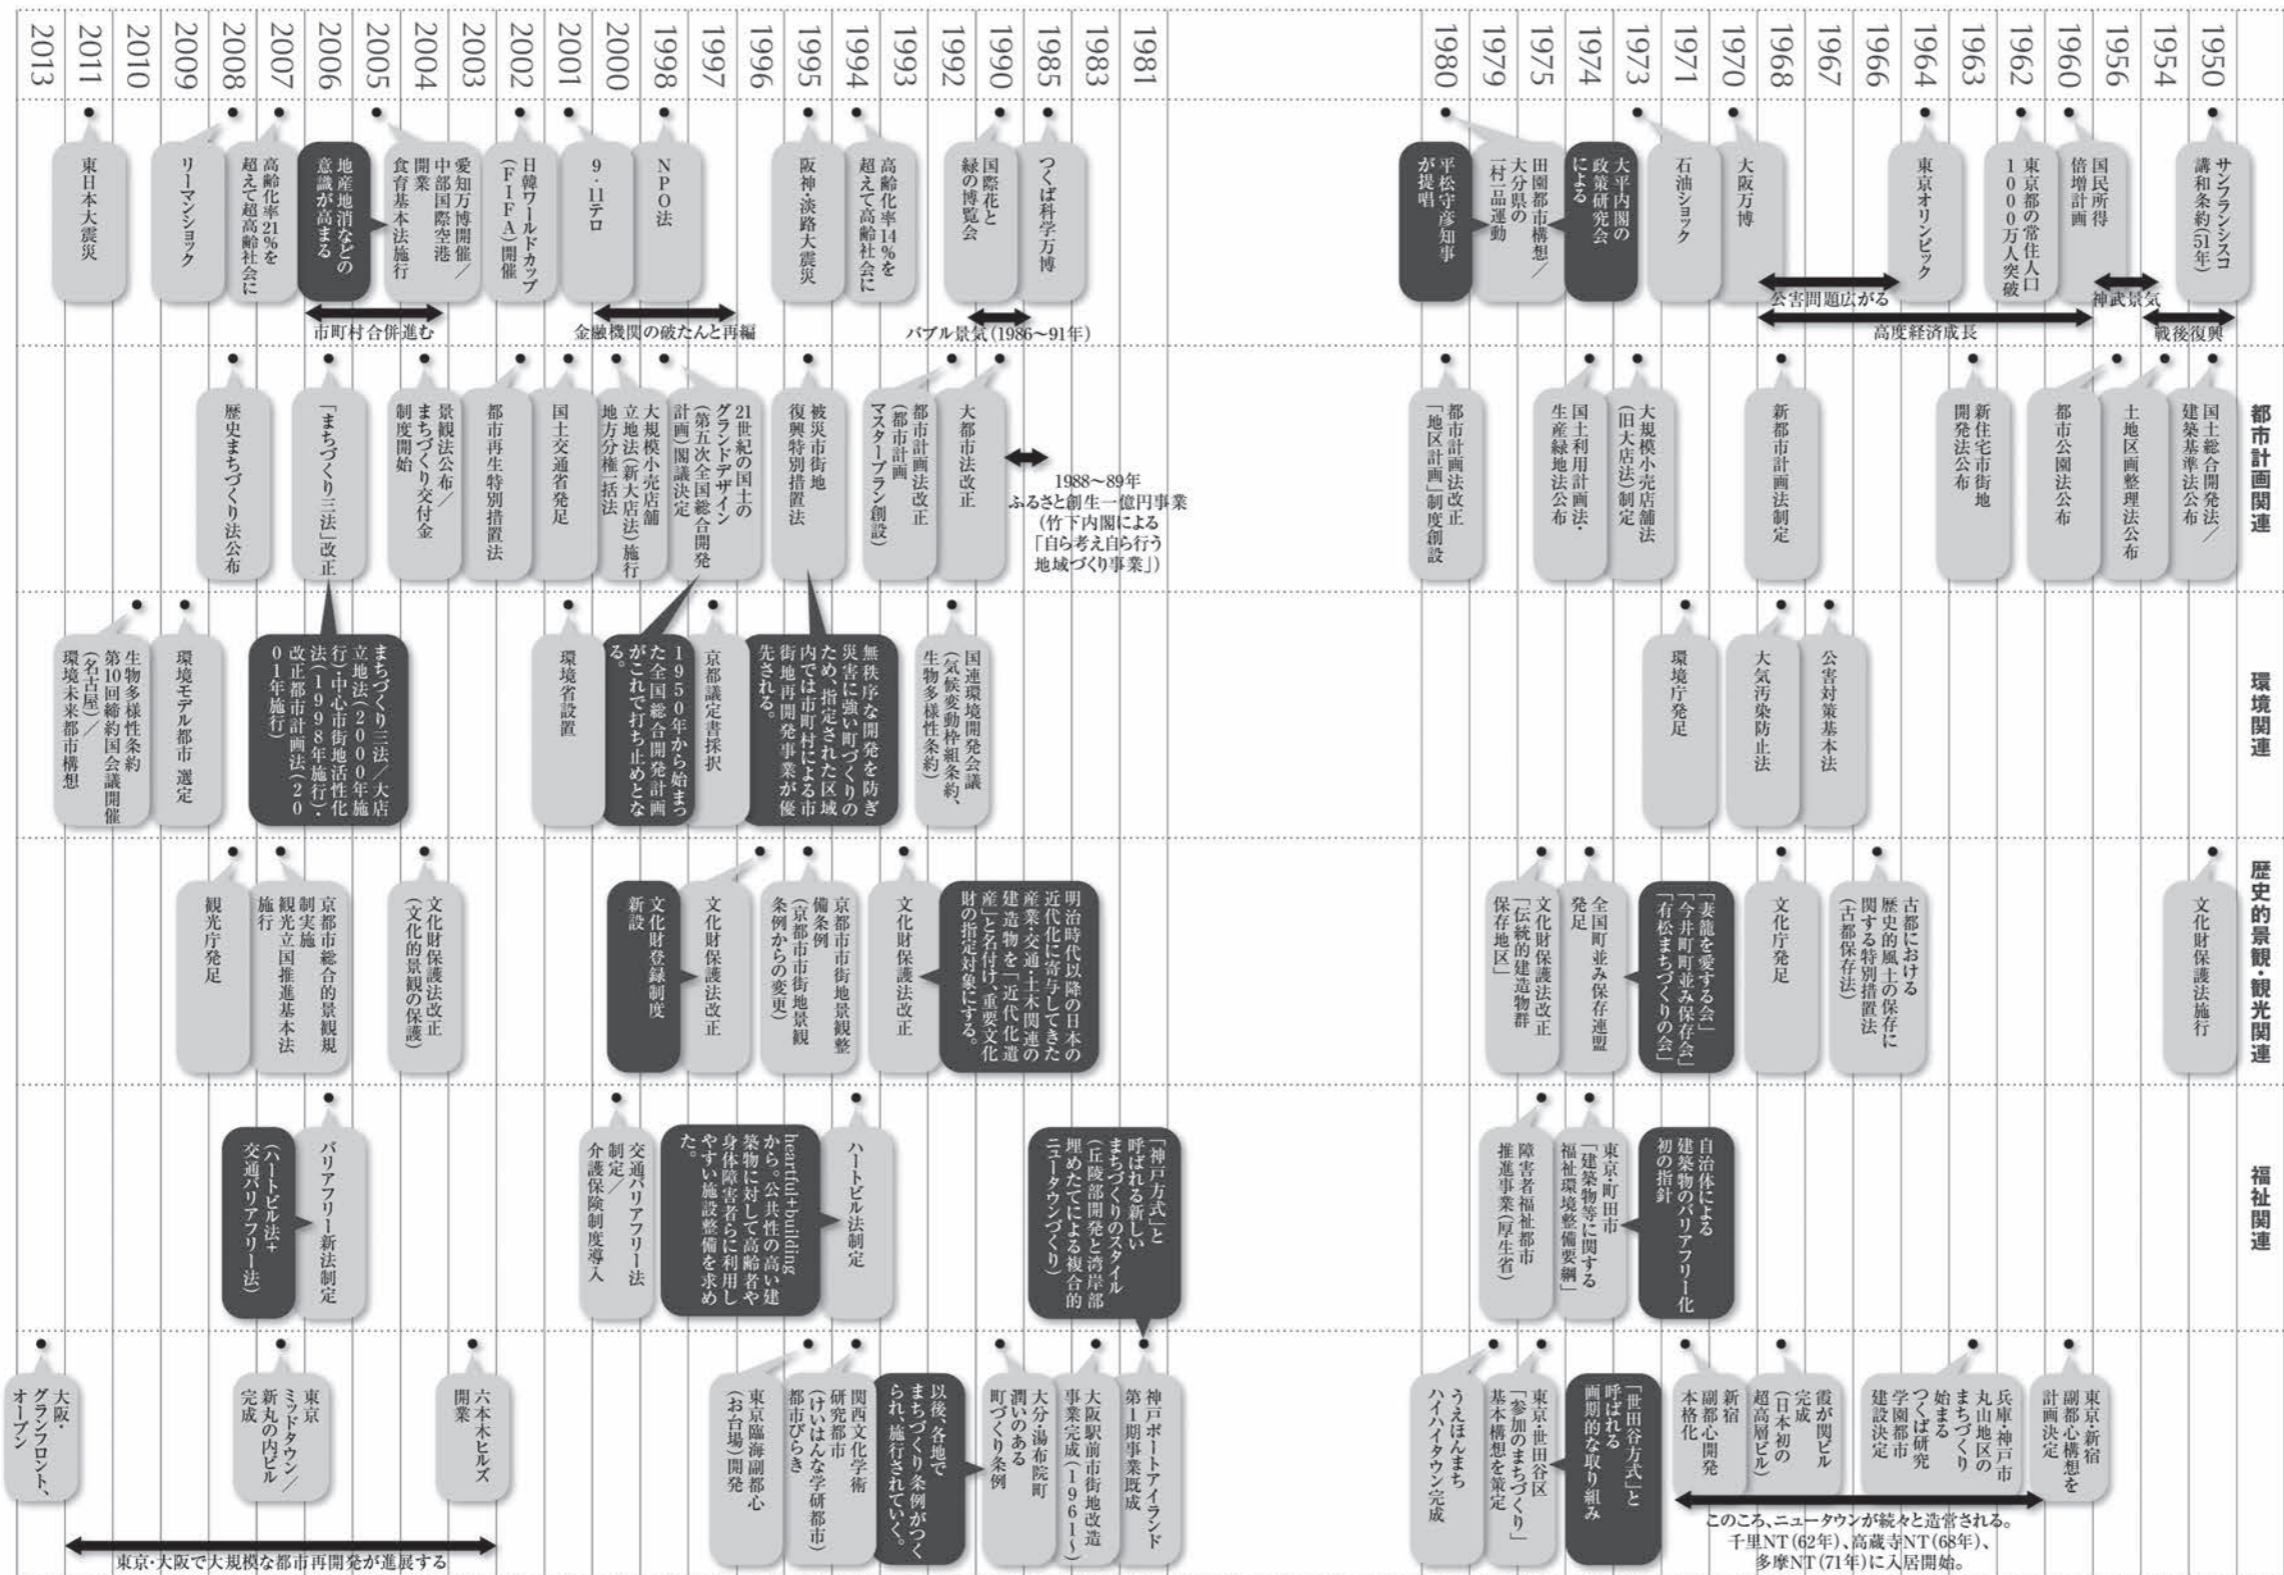 1950
1954
1956
1960
1962
1963
1964
1966
1967
1968
1970
1971
1973
1974
1975
1979
1980
1981
1983
1985
1990
1992
1993
1994
1995
1996
1997
1998
2000
2001
2002
2003
2004
2005
2006
2007
2008
2009
2010
2011
2013
サンフランシスコ
講和条約(51年)
国民所得
倍増計画
東京都の常住人口
1000万人突破
東京オリンピック
大阪万博
石油ショック
大平内閣の
政策研究会
による
田園都市構想/
大分県の
一村一品運動
平松守彦知事
が提唱
つくば科学万博
国際花と
緑の博覧会
高齢化率14%を
超えて高齢社会に
阪神・淡路大震災
NPO法
9・11テロ
日韓ワールドカップ
(FIFA)開催
愛知万博開催/
中部国際空港
開業
食育基本法施行
地産地消などの
意識が高まる
高齢化率21%を
超えて超高齢社会に
リーマンショック
東日本大震災
戦後復興
神武景気
高度経済成長
公害問題広がる
バブル景気(1986〜91年)
金融機関の破たんと再編
市町村合併進む
都市計画関連
国土総合開発法/
建築基準法公布
土地区画整理法公布
都市公園法公布
新住宅市街地
開発法公布
新都市計画法制定
大規模小売店舗法
(旧大店法)制定
国土利用計画法・
生産緑地法公布
都市計画法改正
「地区計画」制度創設
1988〜89年
ふるさと創生一億円事業
(竹下内閣による
「自ら考え自ら行う
地域づくり事業」)
大都市法改正
都市計画法改正
(都市計画
マスタープラン創設)
被災市街地
復興特別措置法
21世紀の国土の
グランドデザイン
(第五次全国総合開発
計画)閣議決定
大規模小売店舗
立地法(新大店法)施行
地方分権一括法
国土交通省発足
都市再生特別措置法
景観法公布/
まちづくり交付金
制度開始
「まちづくり三法」改正
歴史まちづくり法公布
環境関連
公害対策基本法
大気汚染防止法
環境庁発足
国連環境開発会議
(気候変動枠組条約、
生物多様性条約)
無秩序な開発を防ぎ
災害に強い町づくりの
ため、指定された区域
内では市町村による市
街地再開発事業が優
先される。
京都議定書採択
1950年から始まっ
た全国総合開発計画
がこれで打ち止めとな
る。
環境省設置
まちづくり三法/大店
立地法(2000年施
行)・中心市街地活性化
法(1998年施行)・
改正都市計画法(20
01年施行)
環境モデル都市 選定
生物多様性条約
第10回締約国会議開催
(名古屋)/
環境未来都市構想
歴史的景観・観光関連
文化財保護法施行
古都における
歴史的風土の保存に
関する特別措置法
(古都保存法)
文化庁発足
「妻籠を愛する会」
「今井町町並み保存会」
「有松まちづくりの会」
全国町並み保存連盟
発足
文化財保護法改正
「伝統的建造物群
保存地区」
明治時代以降の日本の
近代化に寄与してきた
産業・交通・土木関連の
建造物を「近代化遺
産」と名付け、重要文化
財の指定対象にする。
文化財保護法改正
京都市市街地景観整
備条例
(京都市市街地景観
条例からの変更)
文化財保護法改正
文化財登録制度
新設
文化財保護法改正
(文化的景観の保護)
京都市総合的景観規
制実施
観光立国推進基本法
施行
観光庁発足
福祉関連
自治体による
建築物のバリアフリー化
初の指針
東京・町田市
「建築物等に関する
福祉環境整備要綱」
障害者福祉都市
推進事業(厚生省)
「神戸方式」と
呼ばれる新しい
まちづくりのスタイル
(丘陵部開発と湾岸部
埋めたてによる複合的
ニュータウンづくり)
ハートビル法制定
heartful+building
から。公共性の高い建
築物に対して高齢者や
身体障害者らに利用し
やすい施設整備を求め
た。
交通バリアフリー法
制定/
介護保険制度導入
バリアフリー新法制定
(ハートビル法+
交通バリアフリー法)
東京・新宿
副都心構想を
計画決定
兵庫・神戸市
丸山地区の
まちづくり
始まる
つくば研究
学園都市
建設決定
霞が関ビル
完成
(日本初の
超高層ビル)
新宿
副都心開発
本格化
「世田谷方式」と
呼ばれる
画期的な取り組み
東京・世田谷区
「参加のまちづくり」
基本構想を策定
うえほんまち
ハイハイタウン完成
このころ、ニュータウンが続々と造営される。
千里NT(62年)、高蔵寺NT(68年)、
多摩NT(71年)に入居開始。
神戸ポートアイランド
第1期事業既成
大阪駅前市街地改造
事業完成(1961〜)
大分・湯布院町
潤いのある
町づくり条例
以後、各地で
まちづくり条例がつく
られ、施行されていく。
関西文化学術
研究都市
(けいはんな学研都市)
都市びらき
東京臨海副都心
(お台場)開発
六本木ヒルズ
開業
東京
ミッドタウン/
新丸の内ビル
完成
大阪・
グランフロント、
オープン
東京・大阪で大規模な都市再開発が進展する